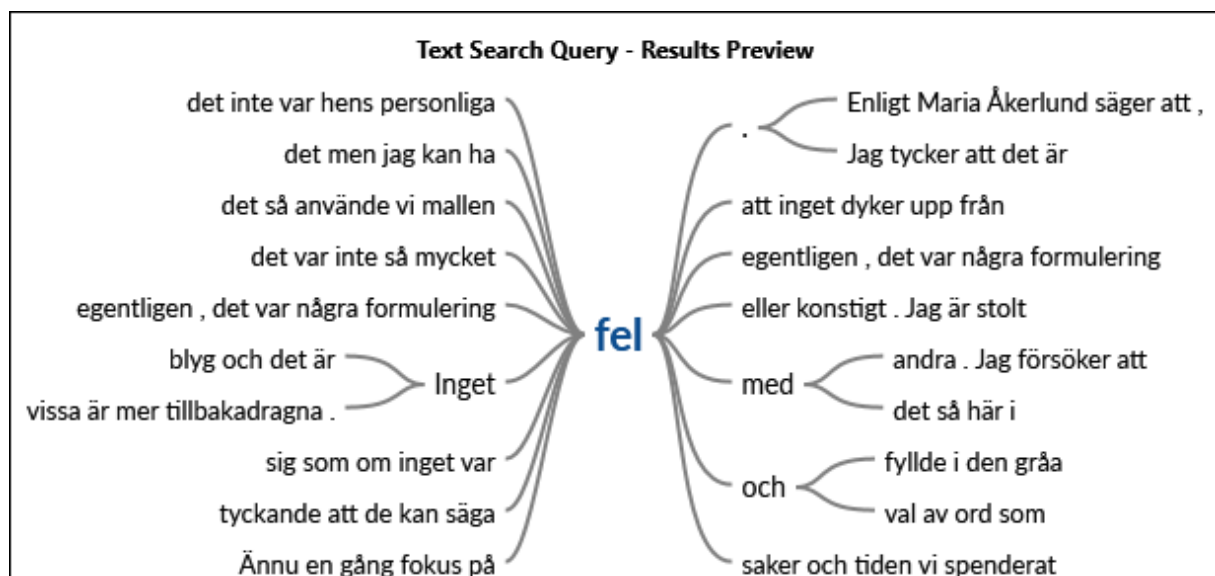 Text Search Query - Results Preview
det inte var hens personliga
det men jag kan ha
det så använde vi mallen
det var inte så mycket
egentligen , det var några formulering
blyg och det är
vissa är mer tillbakadragna .
Inget
sig som om inget var
tyckande att de kan säga
Ännu en gång fokus på
fel
.
Enligt Maria Åkerlund säger att ,
Jag tycker att det är
att inget dyker upp från
egentligen , det var några formulering
eller konstigt . Jag är stolt
med
andra . Jag försöker att
det så här i
och
fyllde i den gråa
val av ord som
saker och tiden vi spenderat